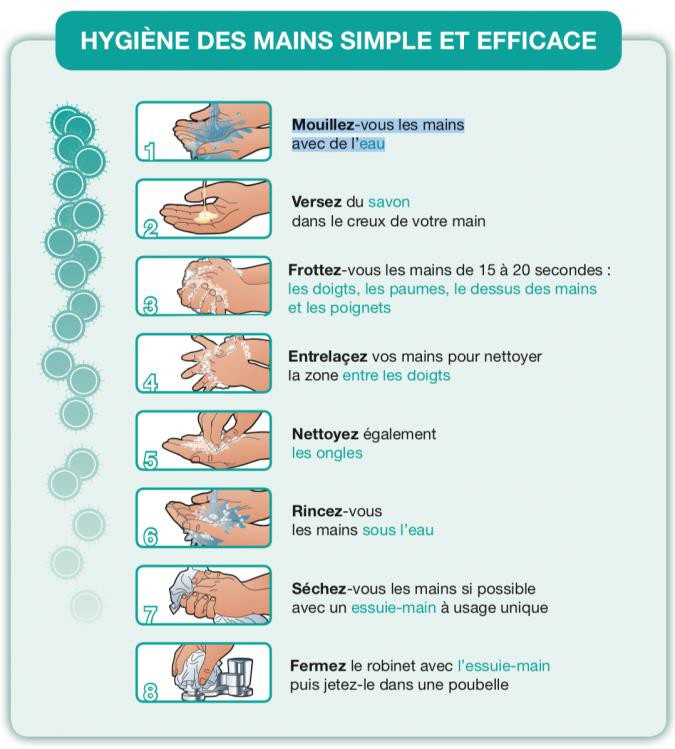 HYGIÈNE DES MAINS SIMPLE ET EFFICACE
1
Mouillez-vous les mains
avec de l'eau
2
Versez du savon
dans le creux de votre main
3
Frottez-vous les mains de 15 à 20 secondes :
les doigts, les paumes, le dessus des mains
et les poignets
4
Entrelaçez vos mains pour nettoyer
la zone entre les doigts
5
Nettoyez également
les ongles
6
Rincez-vous
les mains sous l'eau
7
Séchez-vous les mains si possible
avec un essuie-main à usage unique
8
Fermez le robinet avec l'essuie-main
puis jetez-le dans une poubelle